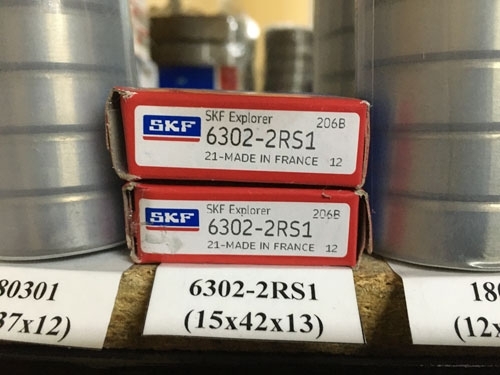 SKF
SKF Explorer
206B
6302-2RS1
21-MADE IN FRANCE 12
SKF
SKF Explorer
206B
6302-2RS1
21-MADE IN FRANCE 12
80301
37x12)
6302-2RS1
(15x42x13)
180
(12x